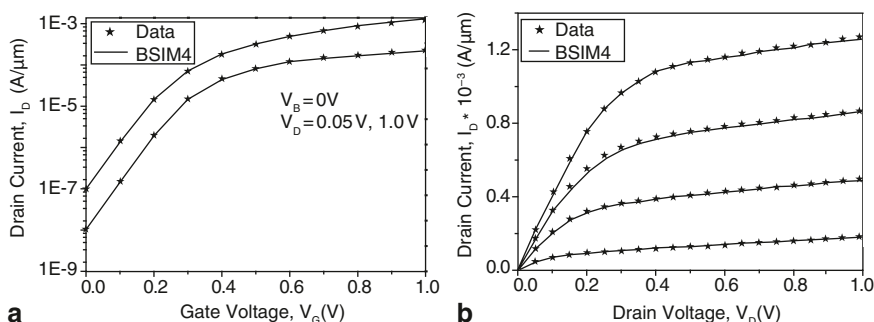 1E-3
1E-5
1E-7
1E-9
Drain Current, I_D (A/μm)
★ Data
— BSIM4
V_B=0V
V_D=0.05V, 1.0V
0.0 0.2 0.4 0.6 0.8 1.0
Gate Voltage, V_G(V)
a
1.2
0.8
0.4
0.0
Drain Current, I_D* 10⁻³ (A/μm)
★ Data
— BSIM4
0.0 0.2 0.4 0.6 0.8 1.0
Drain Voltage, V_D(V)
b